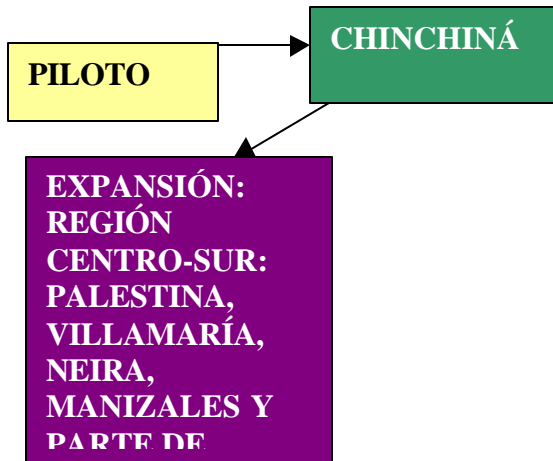 PILOTO
CHINCHINÁ
EXPANSIÓN:
REGIÓN
CENTRO-SUR:
PALESTINA,
VILLAMARÍA,
NEIRA,
MANIZALES Y
PARTE DE